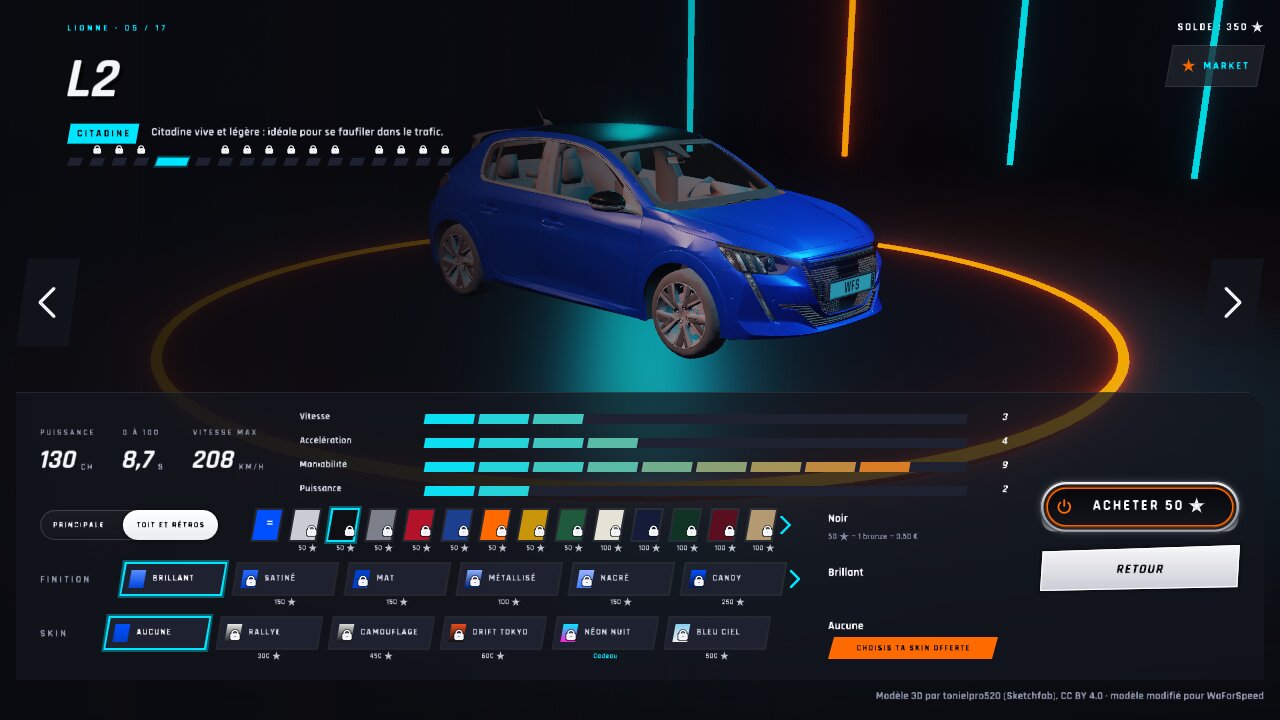 LIONNE · 05 / 17
SOLDE 350 ★
L2
★ MARKET
CITADINE
Citadine vive et légère : idéale pour se faufiler dans le trafic.
WFS
PUISSANCE
0 À 100
VITESSE MAX
130 CH
8,7 S
208 KM/H
Vitesse
3
Accélération
4
Maniabilité
9
Puissance
2
PRINCIPALE
TOIT ET RÉTROS
=
50 ★
50 ★
50 ★
50 ★
50 ★
50 ★
50 ★
50 ★
100 ★
100 ★
100 ★
100 ★
100 ★
Noir
50 ★ = 1 bronze = 0,50 €
ACHETER 50 ★
FINITION
BRILLANT
SATINÉ
MAT
MÉTALLISÉ
NACRÉ
CANDY
150 ★
150 ★
100 ★
150 ★
250 ★
Brillant
RETOUR
SKIN
AUCUNE
RALLYE
CAMOUFLAGE
DRIFT TOKYO
NÉON NUIT
BLEU CIEL
300 ★
450 ★
600 ★
Cadeau
500 ★
Aucune
CHOISIS TA SKIN OFFERTE
Modèle 3D par tonielpro520 (Sketchfab), CC BY 4.0 · modèle modifié pour WaForSpeed